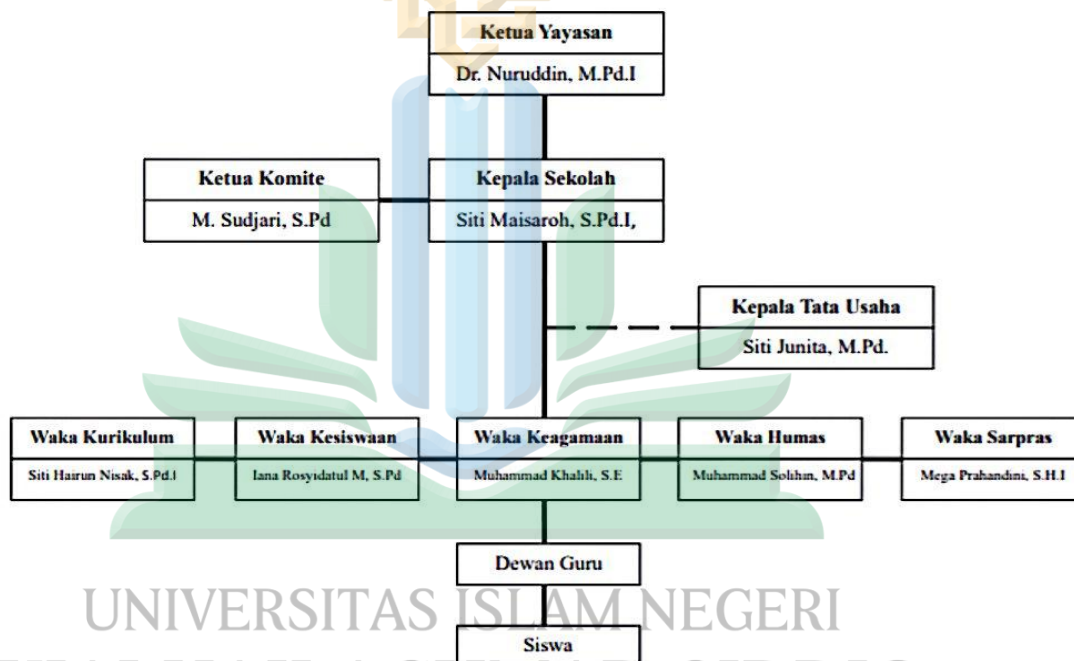 Ketua Yayasan
Dr. Nuruddin, M.Pd.I
Ketua Komite
M. Sudjari, S.Pd
Kepala Sekolah
Siti Maisaroh, S.Pd.I,
Kepala Tata Usaha
Siti Junita, M.Pd.
Waka Kurikulum
Siti Hairun Nisak, S.Pd.I
Waka Kesiswaan
Iana Rosyidatul M, S.Pd
Waka Keagamaan
Muhammad Khalili, S.E
Waka Humas
Muhammad Solihin, M.Pd
Waka Sarpras
Mega Prahandini, S.H.I
Dewan Guru
UNIVERSITAS ISLAM NEGERI
Siswa